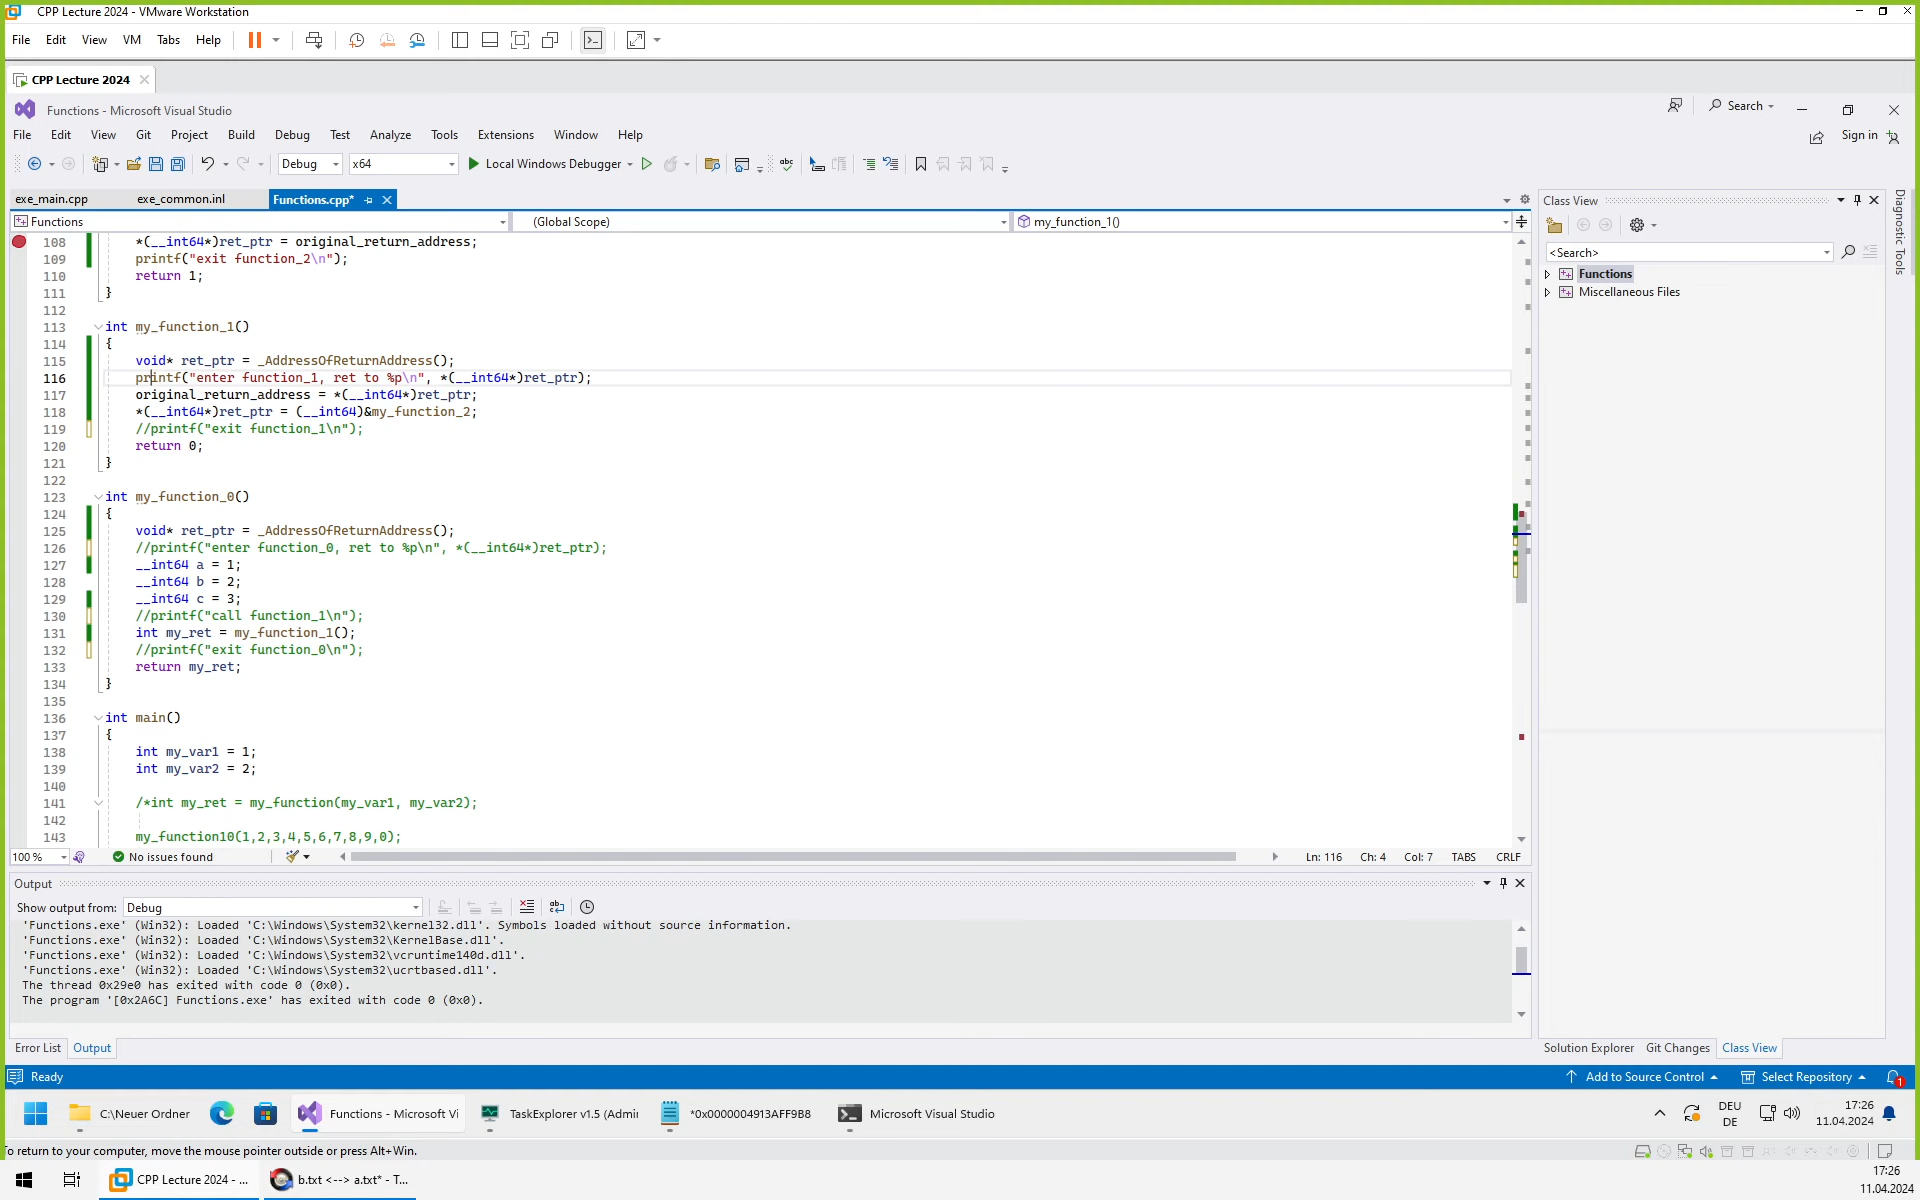 CPP Lecture 2024 - VMware Workstation
File Edit View VM Tabs Help
CPP Lecture 2024
Functions - Microsoft Visual Studio
Search
File Edit View Git Project Build Debug Test Analyze Tools Extensions Window Help
Sign in
Debug x64 Local Windows Debugger
exe_main.cpp exe_common.inl Functions.cpp*
Functions (Global Scope) my_function_1()
108 *(__int64*)ret_ptr = original_return_address;
109 printf("exit function_2\n");
110 return 1;
111 }
112
113 int my_function_1()
114 {
115 void* ret_ptr = _AddressOfReturnAddress();
116 printf("enter function_1, ret to %p\n", *(__int64*)ret_ptr);
117 original_return_address = *(__int64*)ret_ptr;
118 *(__int64*)ret_ptr = (__int64)&my_function_2;
119 //printf("exit function_1\n");
120 return 0;
121 }
122
123 int my_function_0()
124 {
125 void* ret_ptr = _AddressOfReturnAddress();
126 //printf("enter function_0, ret to %p\n", *(__int64*)ret_ptr);
127 __int64 a = 1;
128 __int64 b = 2;
129 __int64 c = 3;
130 //printf("call function_1\n");
131 int my_ret = my_function_1();
132 //printf("exit function_0\n");
133 return my_ret;
134 }
135
136 int main()
137 {
138 int my_var1 = 1;
139 int my_var2 = 2;
140
141 /*int my_ret = my_function(my_var1, my_var2);
142
143 my_function10(1,2,3,4,5,6,7,8,9,0);
100 % No issues found Ln: 116 Ch: 4 Col: 7 TABS CRLF
Class View
<Search>
Functions
Miscellaneous Files
Diagnostic Tools
Output
Show output from: Debug
'Functions.exe' (Win32): Loaded 'C:\Windows\System32\kernel32.dll'. Symbols loaded without source information.
'Functions.exe' (Win32): Loaded 'C:\Windows\System32\KernelBase.dll'.
'Functions.exe' (Win32): Loaded 'C:\Windows\System32\vcruntime140d.dll'.
'Functions.exe' (Win32): Loaded 'C:\Windows\System32\ucrtbased.dll'.
The thread 0x29e0 has exited with code 0 (0x0).
The program '[0x2A6C] Functions.exe' has exited with code 0 (0x0).
Error List Output
Solution Explorer Git Changes Class View
Ready Add to Source Control Select Repository 1
C:\Neuer Ordner Functions - Microsoft Vi TaskExplorer v1.5 (Admii *0x0000004913AFF9B8 Microsoft Visual Studio
DEU
DE
17:26
11.04.2024
To return to your computer, move the mouse pointer outside or press Alt+Win.
CPP Lecture 2024 - ... b.txt <--> a.txt* - T...
17:26
11.04.2024